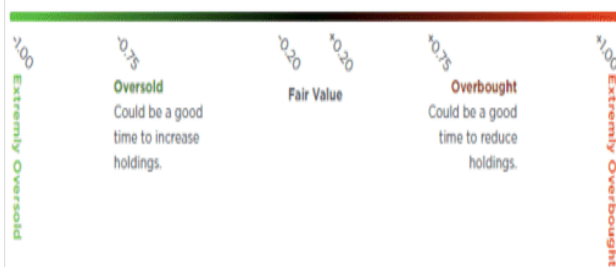 -1.00
-0.75
-0.20
+0.20
+0.75
+1.00
Extremly Oversold
Oversold
Could be a good
time to increase
holdings.
Fair Value
Overbought
Could be a good
time to reduce
holdings.
Extremly Overbought